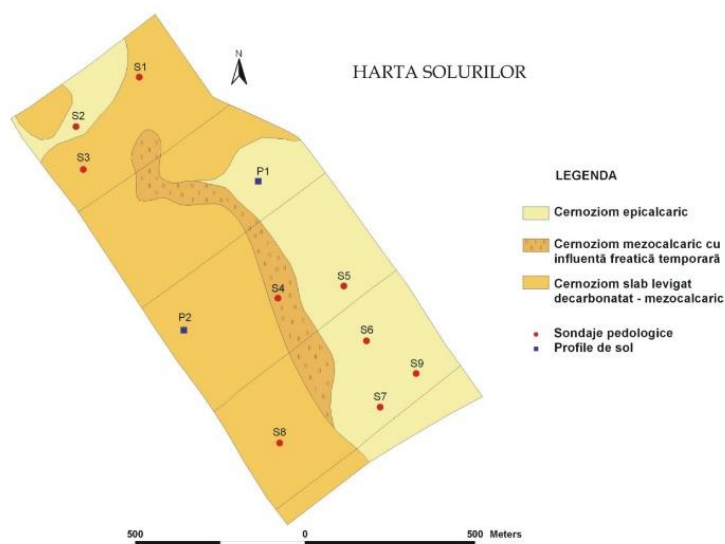 HARTA SOLURILOR
N
S1
S2
S3
P1
S4
S5
P2
S6
S9
S7
S8
LEGENDA
Cernoziom epicalcaric
Cernoziom mezocalcaric cu
influentă freatică temporară
Cernoziom slab levigat
decarbonatat - mezocalcaric
Sondaje pedologice
Profile de sol
500 0 500 Meters